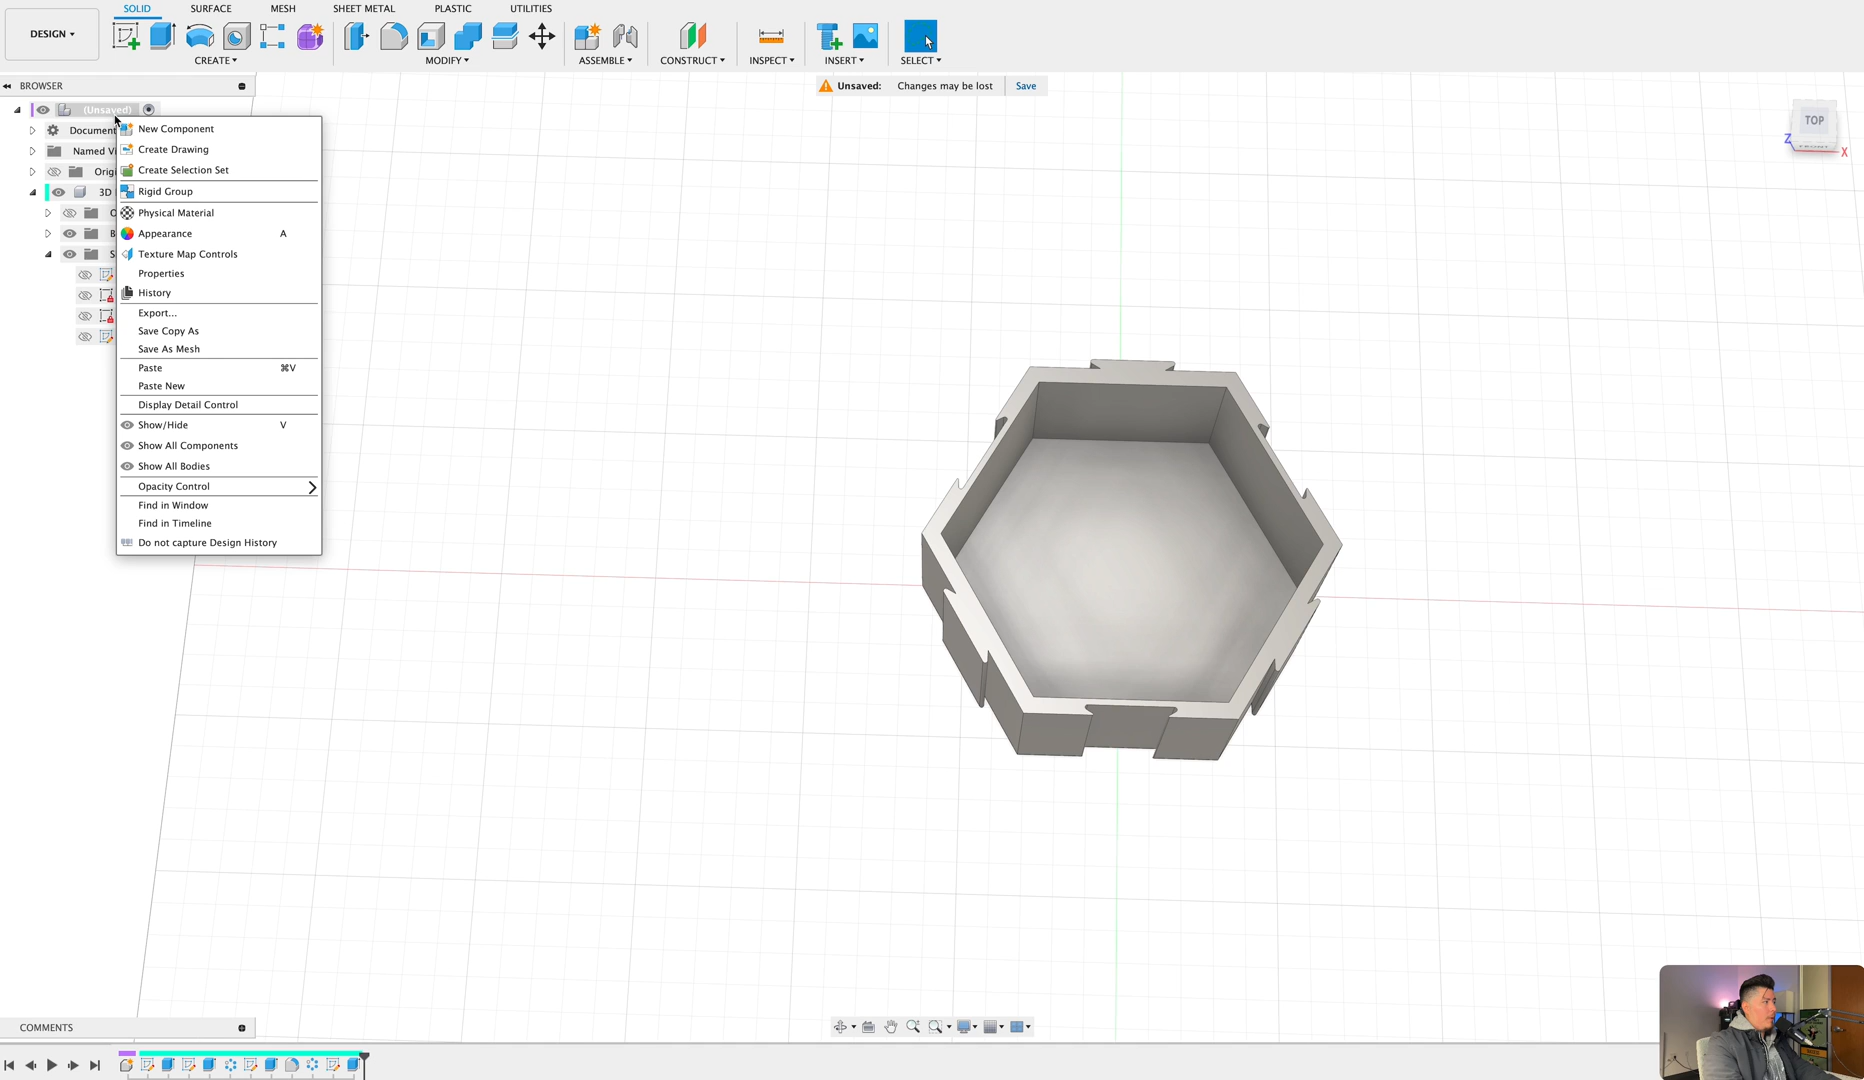 SOLID SURFACE MESH SHEET METAL PLASTIC UTILITIES
DESIGN
CREATE MODIFY ASSEMBLE CONSTRUCT INSPECT INSERT SELECT
BROWSER
Unsaved: Changes may be lost Save
(Unsaved)
Document
Named Vi
Orig
3D
New Component
Create Drawing
Create Selection Set
Rigid Group
Physical Material
Appearance A
Texture Map Controls
Properties
History
Export...
Save Copy As
Save As Mesh
Paste ⌘V
Paste New
Display Detail Control
Show/Hide V
Show All Components
Show All Bodies
Opacity Control
Find in Window
Find in Timeline
Do not capture Design History
TOP
Z
X
COMMENTS